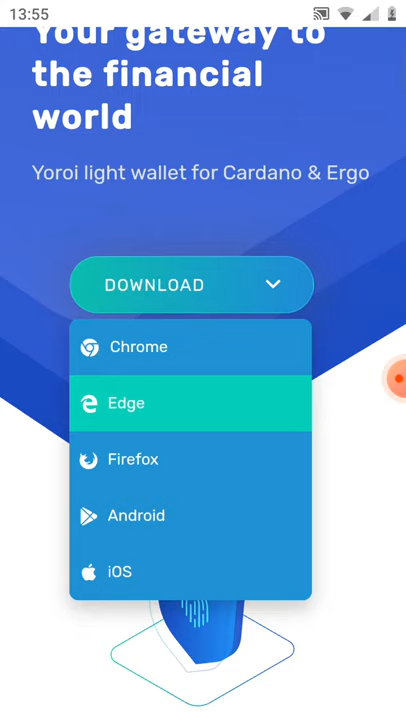 13:55
Your gateway to
the financial
world
Yoroi light wallet for Cardano & Ergo
DOWNLOAD
Chrome
Edge
Firefox
Android
iOS